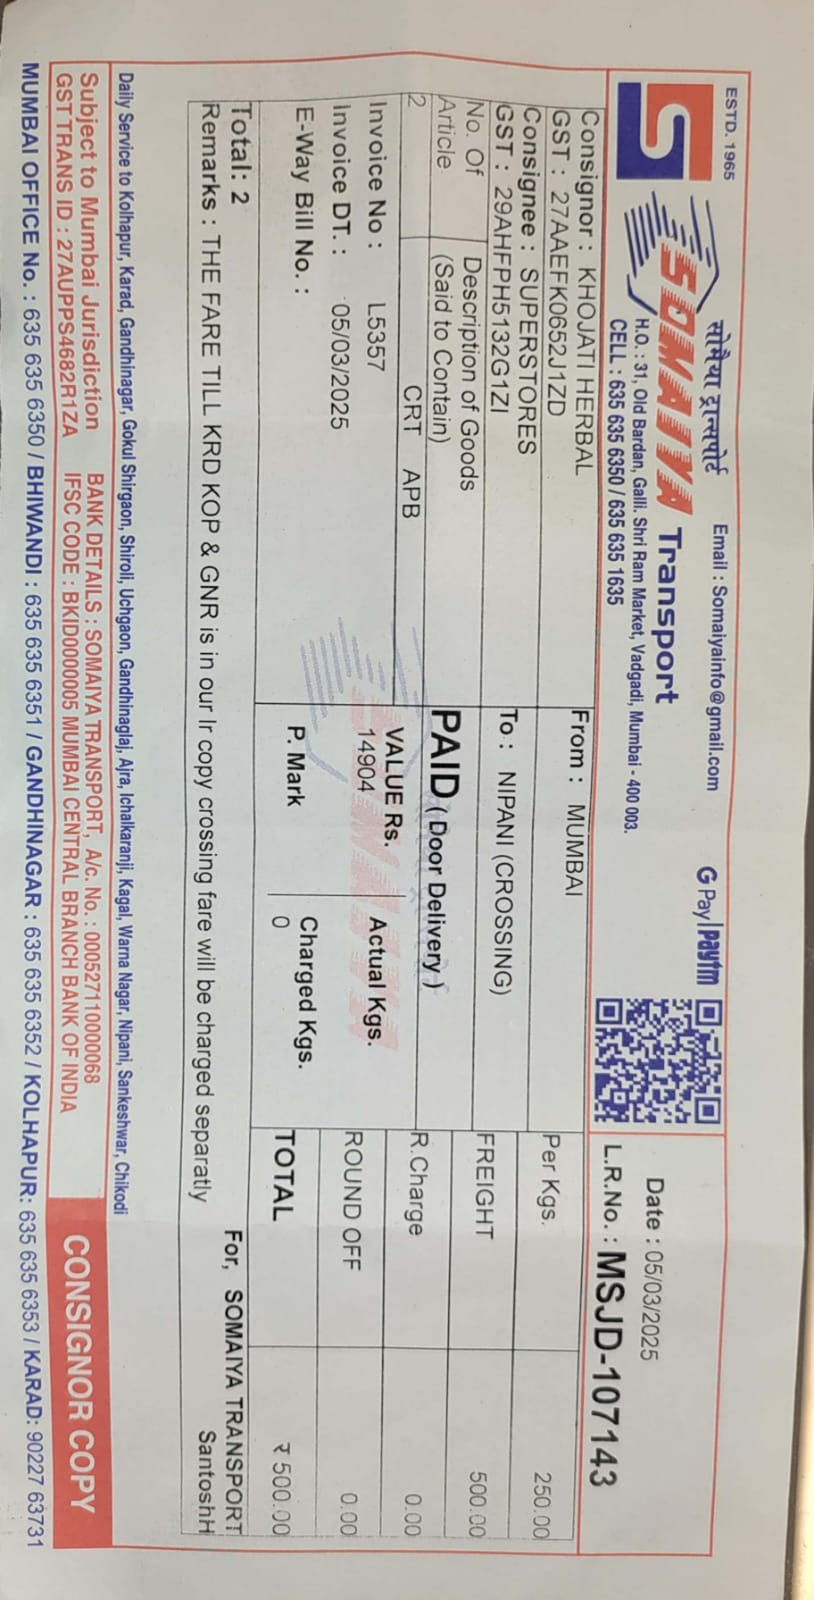 ESTD. 1965
सोमैया ट्रान्सपोर्ट
Email : Somaiyainfo@gmail.com
G Pay Paytm
S SOMAIYA Transport
H.O. : 31, Old Bardan, Galli. Shri Ram Market, Vadgadi, Mumbai - 400 003.
CELL : 635 635 6350 / 635 635 1635
Date : 05/03/2025
L.R.No. : MSJD-107143
Consignor : KHOJATI HERBAL
GST : 27AAEFK0652J1ZD
From : MUMBAI
Consignee : SUPERSTORES
GST : 29AHFPH5132G1ZI
To : NIPANI (CROSSING)
No. Of Article
Description of Goods
(Said to Contain)
PAID ( Door Delivery )
2 CRT APB
Invoice No : L5357
Invoice DT. : 05/03/2025
E-Way Bill No. :
VALUE Rs.
14904
P. Mark
Actual Kgs.
Charged Kgs.
0
Per Kgs. 250.00
FREIGHT 500.00
R.Charge 0.00
ROUND OFF 0.00
TOTAL ₹ 500.00
Total: 2
Remarks : THE FARE TILL KRD KOP & GNR is in our lr copy crossing fare will be charged separatly
For, SOMAIYA TRANSPORT
SantoshH
Daily Service to Kolhapur, Karad, Gandhinagar, Gokul Shirgaon, Shiroli, Uchgaon, Gandhinaglaj, Ajra, Ichalkaranji, Kagal, Warna Nagar, Nipani, Sankeshwar, Chikodi
Subject to Mumbai Jurisdiction
GST TRANS ID : 27AUPPS4682R1ZA
BANK DETAILS : SOMAIYA TRANSPORT, A/c. No. : 000527110000068
IFSC CODE : BKID0000005 MUMBAI CENTRAL BRANCH BANK OF INDIA
CONSIGNOR COPY
MUMBAI OFFICE No. : 635 635 6350 / BHIWANDI : 635 635 6351 / GANDHINAGAR : 635 635 6352 / KOLHAPUR: 635 635 6353 / KARAD: 90227 63731